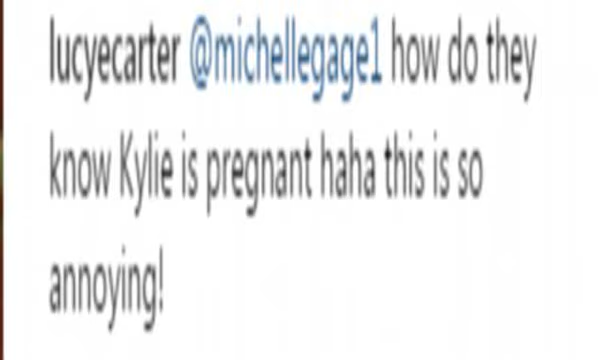 lucyecarter @michellegage1 how do they
know Kylie is pregnant haha this is so
annoying!